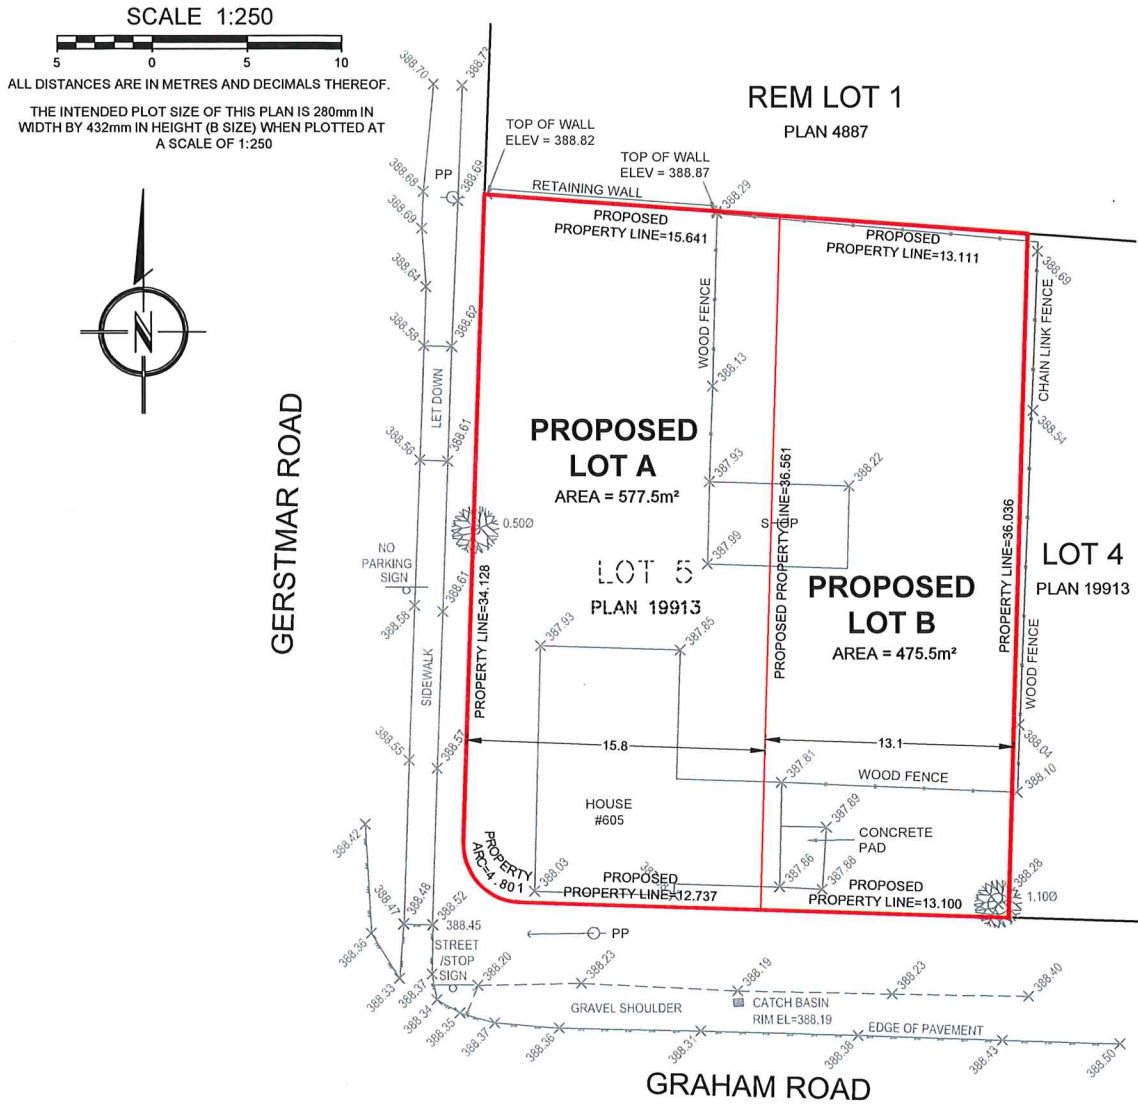 SCALE 1:250
5 0 5 10
ALL DISTANCES ARE IN METRES AND DECIMALS THEREOF.
THE INTENDED PLOT SIZE OF THIS PLAN IS 280mm IN
WIDTH BY 432mm IN HEIGHT (B SIZE) WHEN PLOTTED AT
A SCALE OF 1:250
388.70
388.73
REM LOT 1
PLAN 4887
TOP OF WALL
ELEV = 388.82
TOP OF WALL
ELEV = 388.87
388.68
PP
388.69
RETAINING WALL
388.29
388.69
PROPOSED
PROPERTY LINE=15.641
PROPOSED
PROPERTY LINE=13.111
388.69
388.64
388.58
388.62
WOOD FENCE
CHAIN LINK FENCE
N
LET DOWN
388.13
388.54
388.56
388.61
GERSTMAR ROAD
PROPOSED
LOT A
AREA = 577.5m²
387.93
388.22
PROPOSED PROPERTY LINE=36.561
SHOP
0.50Ø
387.99
PROPERTY LINE=36.036
LOT 4
PLAN 19913
NO
PARKING
SIGN
388.58
388.61
PROPERTY LINE=34.128
LOT 5
PLAN 19913
PROPOSED
LOT B
AREA = 475.5m²
387.93
387.85
SIDEWALK
WOOD FENCE
388.55
388.57
15.8
13.1
388.04
388.10
387.81
WOOD FENCE
HOUSE
#605
387.89
CONCRETE
PAD
388.42
PROPERTY
ARC=4.801
388.03
PROPOSED
PROPERTY LINE=12.737
387.86
387.88
PROPOSED
PROPERTY LINE=13.100
388.28
1.10Ø
388.47
388.48
388.52
388.45
388.36
PP
STREET
/STOP
SIGN
388.33
388.37
388.20
388.23
388.19
388.23
388.40
388.34
388.35
GRAVEL SHOULDER
CATCH BASIN
RIM EL=388.19
388.37
388.36
388.31
388.38
EDGE OF PAVEMENT
388.43
388.50
GRAHAM ROAD